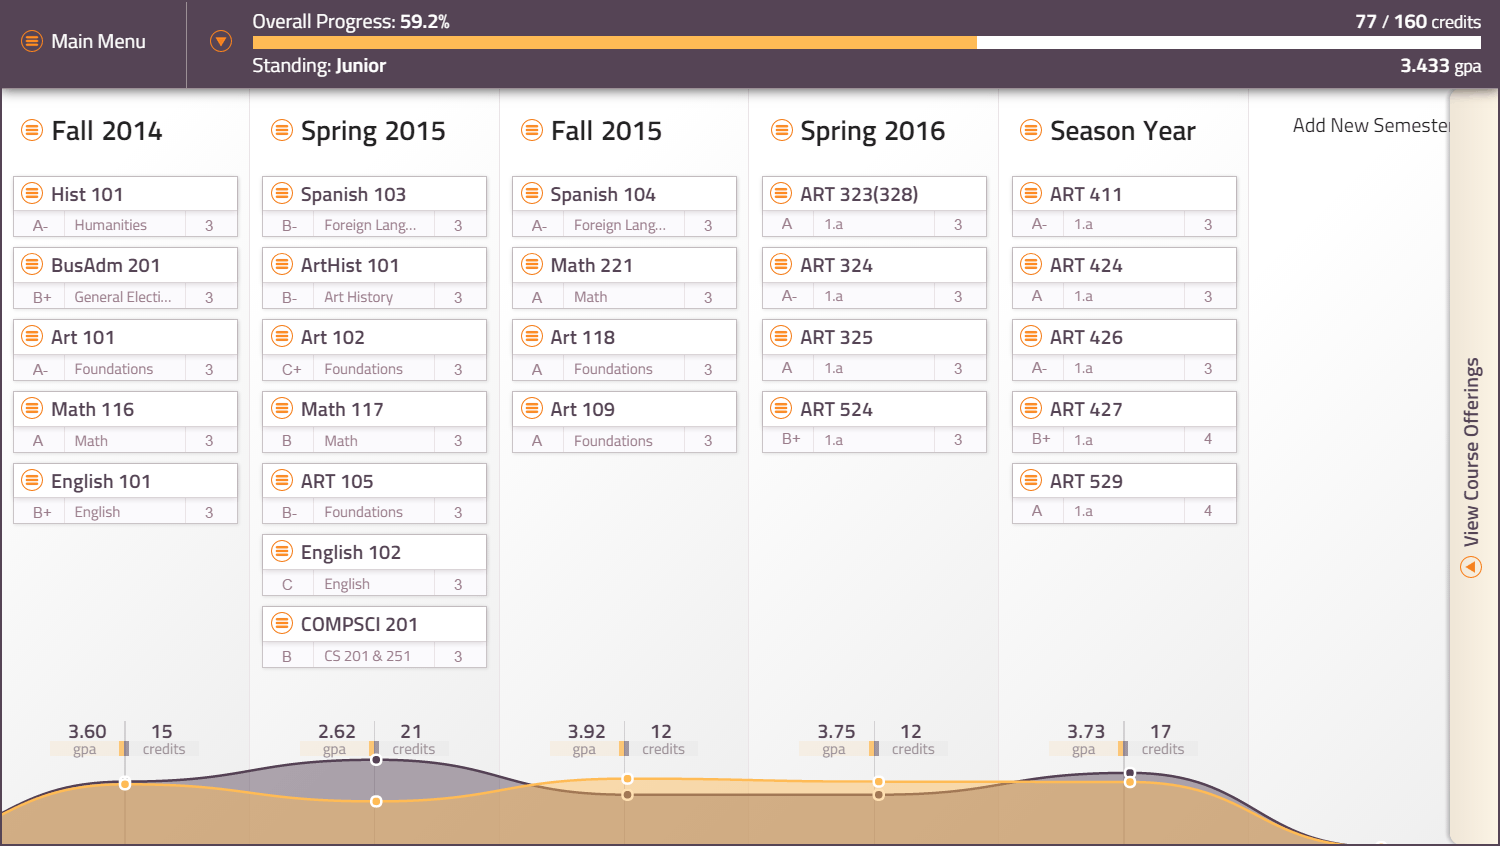 Main Menu
Overall Progress: 59.2%
77 / 160 credits
Standing: Junior
3.433 gpa
Fall 2014
Hist 101
A- Humanities 3
BusAdm 201
B+ General Electi... 3
Art 101
A- Foundations 3
Math 116
A Math 3
English 101
B+ English 3
3.60 gpa
15 credits
Spring 2015
Spanish 103
B- Foreign Lang... 3
ArtHist 101
B- Art History 3
Art 102
C+ Foundations 3
Math 117
B Math 3
ART 105
B- Foundations 3
English 102
C English 3
COMPSCI 201
B CS 201 & 251 3
2.62 gpa
21 credits
Fall 2015
Spanish 104
A- Foreign Lang... 3
Math 221
A Math 3
Art 118
A Foundations 3
Art 109
A Foundations 3
3.92 gpa
12 credits
Spring 2016
ART 323(328)
A 1.a 3
ART 324
A- 1.a 3
ART 325
A 1.a 3
ART 524
B+ 1.a 3
3.75 gpa
12 credits
Season Year
ART 411
A- 1.a 3
ART 424
A 1.a 3
ART 426
A- 1.a 3
ART 427
B+ 1.a 4
ART 529
A 1.a 4
3.73 gpa
17 credits
Add New Semester
View Course Offerings